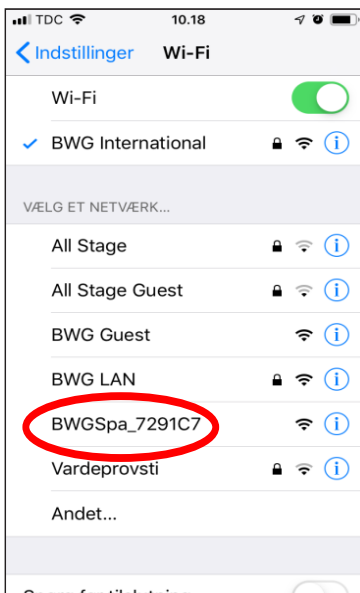 TDC 10.18
Indstillinger Wi-Fi
Wi-Fi
BWG International
VÆLG ET NETVÆRK...
All Stage
All Stage Guest
BWG Guest
BWG LAN
BWGSpa_7291C7
Vardeprovsti
Andet...